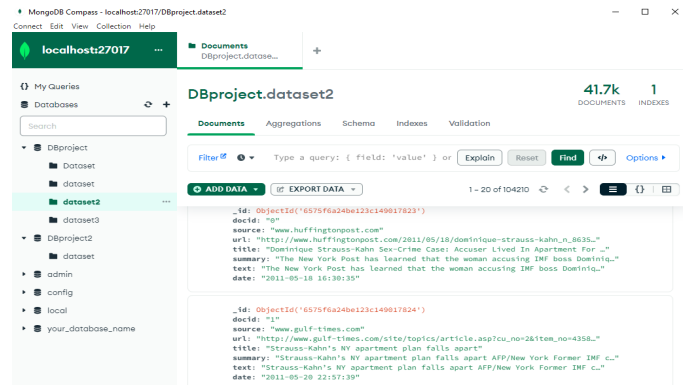 MongoDB Compass - localhost:27017/DBproject.dataset2
Connect Edit View Collection Help
localhost:27017 ...
{} My Queries
Databases
Search
DBproject
Dataset
dataset
dataset2 ...
dataset3
DBproject2
dataset
admin
config
local
your_database_name
Documents
DBproject.datase...
DBproject.dataset2
41.7k DOCUMENTS
1 INDEXES
Documents Aggregations Schema Indexes Validation
Filter Type a query: { field: 'value' } or Explain Reset Find </> Options
ADD DATA EXPORT DATA 1 – 20 of 104210 {}
_id: ObjectId('6575f6a24be123c149017823')
docid: "0"
source: "www.huffingtonpost.com"
url: "http://www.huffingtonpost.com/2011/05/18/dominique-strauss-kahn_n_8635…"
title: "Dominique Strauss-Kahn Sex-Crime Case: Accuser Lived In Apartment For …"
summary: "The New York Post has learned that the woman accusing IMF boss Dominiq…"
text: "The New York Post has learned that the woman accusing IMF boss Dominiq…"
date: "2011-05-18 16:30:35"
_id: ObjectId('6575f6a24be123c149017824')
docid: "1"
source: "www.gulf-times.com"
url: "http://www.gulf-times.com/site/topics/article.asp?cu_no=2&item_no=4358…"
title: "Strauss-Kahn's NY apartment plan falls apart"
summary: "Strauss-Kahn's NY apartment plan falls apart AFP/New York Former IMF c…"
text: "Strauss-Kahn's NY apartment plan falls apart AFP/New York Former IMF c…"
date: "2011-05-20 22:57:39"